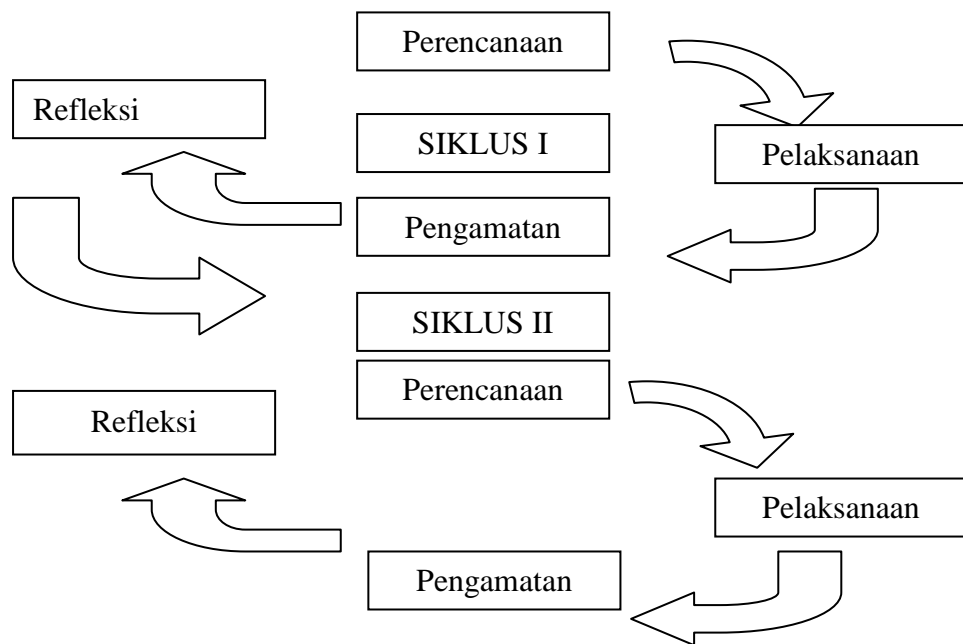 Perencanaan
Refleksi
SIKLUS I
Pelaksanaan
Pengamatan
SIKLUS II
Perencanaan
Refleksi
Pelaksanaan
Pengamatan